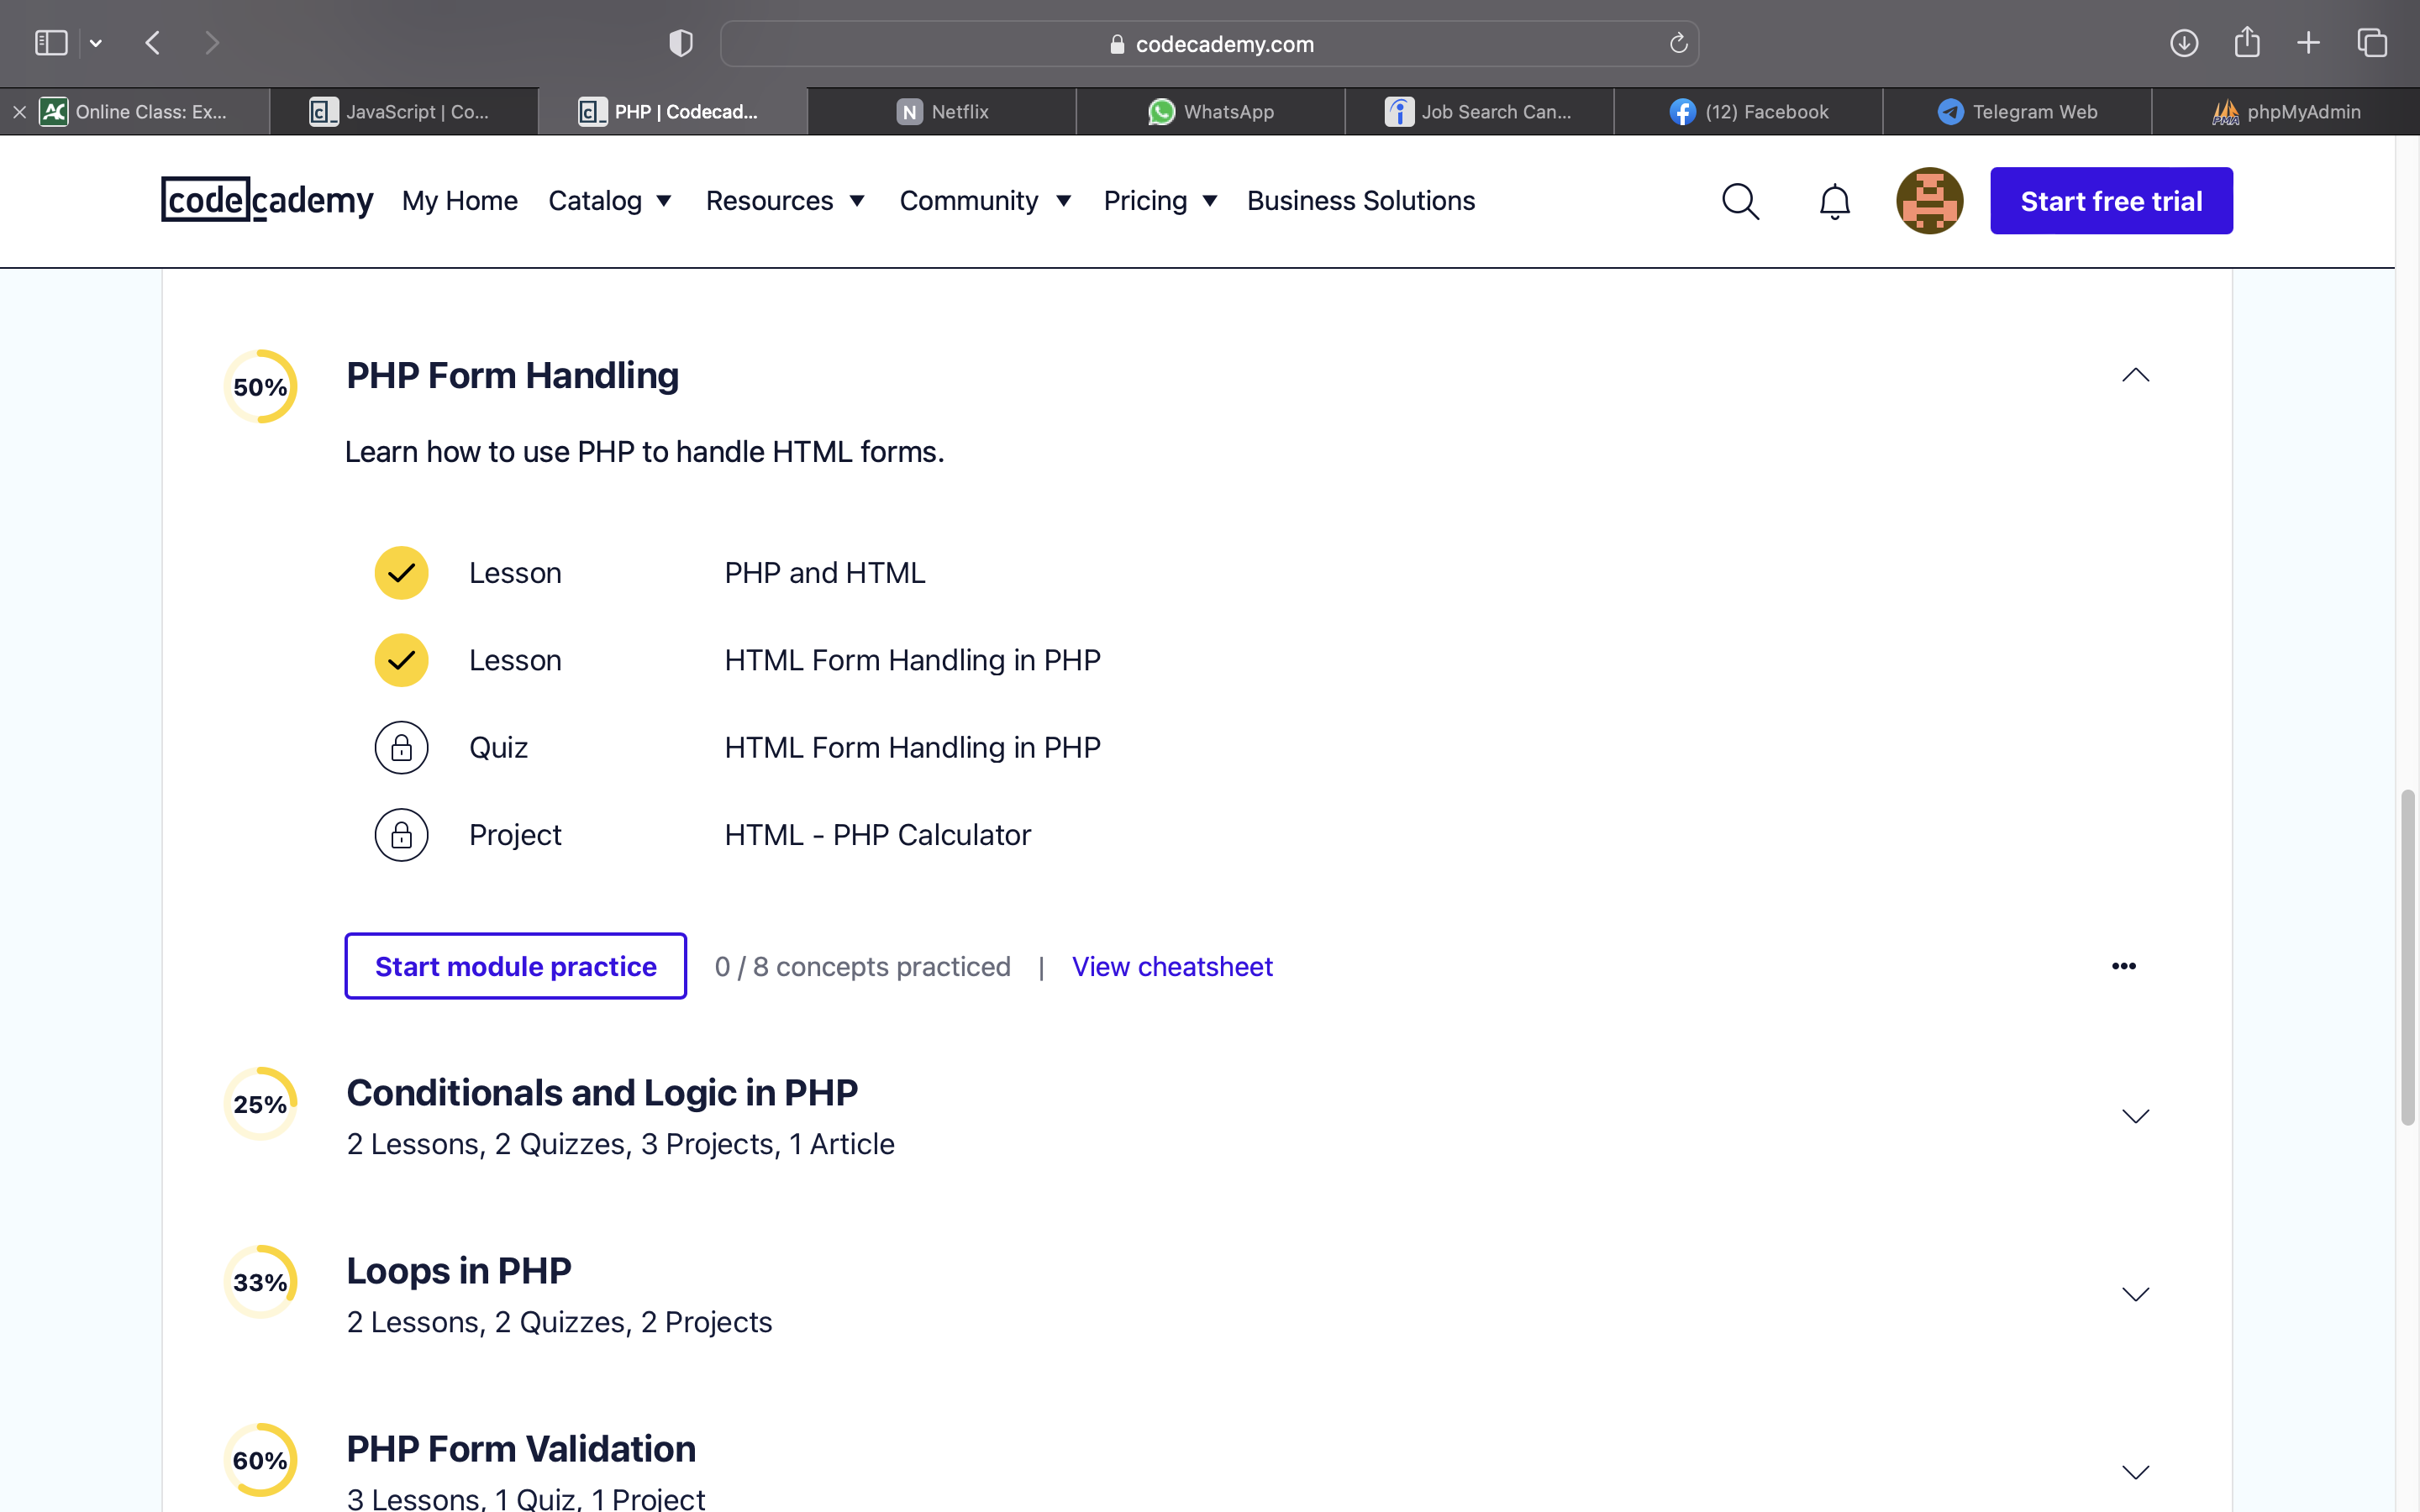 codecademy.com
Online Class: Ex...
JavaScript | Co...
PHP | Codecad...
N Netflix
WhatsApp
Job Search Can...
(12) Facebook
Telegram Web
phpMyAdmin
codecademy My Home Catalog Resources Community Pricing Business Solutions Start free trial
50% PHP Form Handling
Learn how to use PHP to handle HTML forms.
Lesson PHP and HTML
Lesson HTML Form Handling in PHP
Quiz HTML Form Handling in PHP
Project HTML - PHP Calculator
Start module practice 0 / 8 concepts practiced | View cheatsheet
25% Conditionals and Logic in PHP
2 Lessons, 2 Quizzes, 3 Projects, 1 Article
33% Loops in PHP
2 Lessons, 2 Quizzes, 2 Projects
60% PHP Form Validation
3 Lessons, 1 Quiz, 1 Project